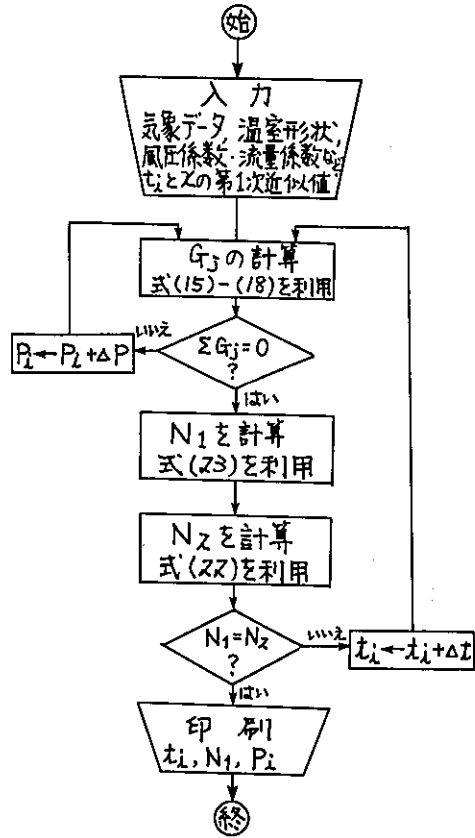 始
入力
気象データ, 温室形状,
風圧係数・流量係数など
tiとXの第1次近似値
Gjの計算
式(15)-(18)を利用
ΣGj=0
?
いいえ
Pi←Pi+ΔP
はい
N1を計算
式(23)を利用
N2を計算
式(22)を利用
N1=N2
?
いいえ
ti←ti+Δt
はい
印刷
ti, N1, Pi
終